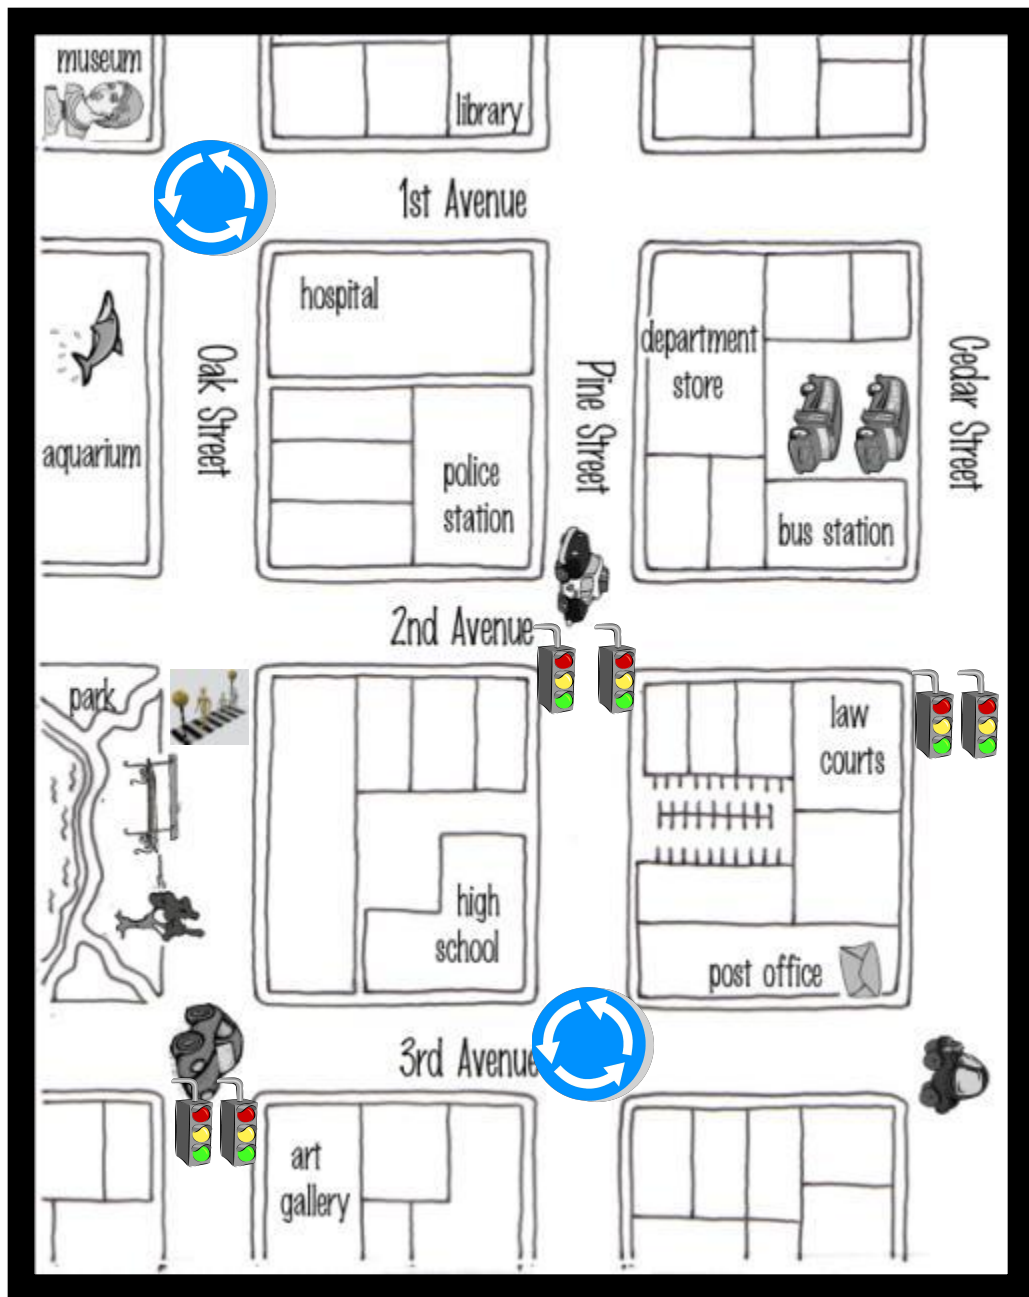 museum
library
1st Avenue
hospital
department
store
Oak Street
Pine Street
Cedar Street
aquarium
police
station
bus station
2nd Avenue
park
law
courts
high
school
post office
3rd Avenue
art
gallery